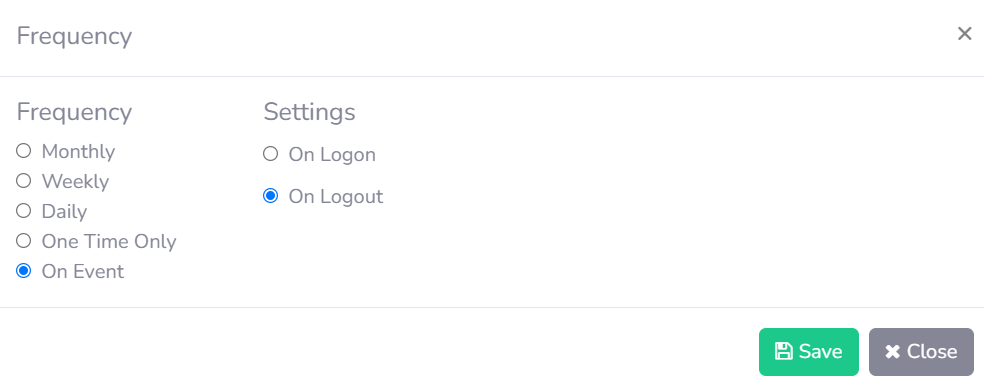 Frequency
Frequency
Monthly
Weekly
Daily
One Time Only
On Event
Settings
On Logon
On Logout
Save
Close